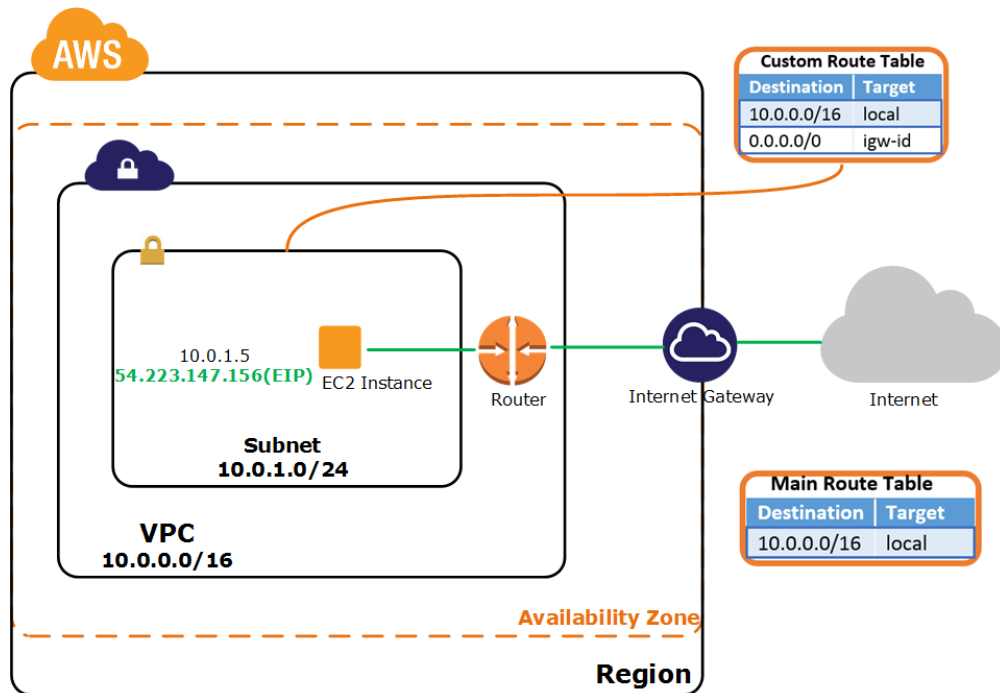 AWS
Custom Route Table
Destination Target
10.0.0.0/16 local
0.0.0.0/0 igw-id
10.0.1.5
54.223.147.156(EIP)
EC2 Instance
Router
Internet Gateway
Internet
Subnet
10.0.1.0/24
Main Route Table
Destination Target
10.0.0.0/16 local
VPC
10.0.0.0/16
Availability Zone
Region